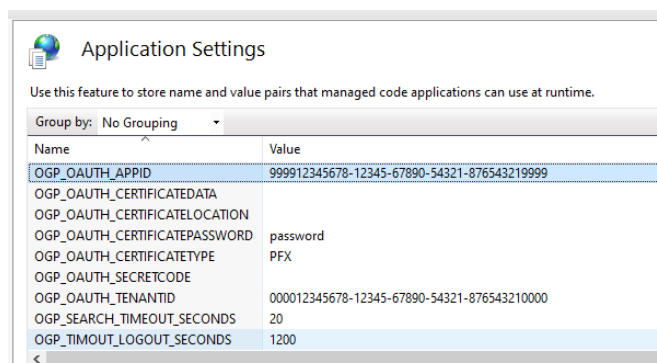 Application Settings
Use this feature to store name and value pairs that managed code applications can use at runtime.
Group by: No Grouping
Name Value
OGP_OAUTH_APPID 999912345678-12345-67890-54321-876543219999
OGP_OAUTH_CERTIFICATEDATA
OGP_OAUTH_CERTIFICATELOCATION
OGP_OAUTH_CERTIFICATEPASSWORD password
OGP_OAUTH_CERTIFICATETYPE PFX
OGP_OAUTH_SECRETCODE
OGP_OAUTH_TENANTID 000012345678-12345-67890-54321-876543210000
OGP_SEARCH_TIMEOUT_SECONDS 20
OGP_TIMOUT_LOGOUT_SECONDS 1200